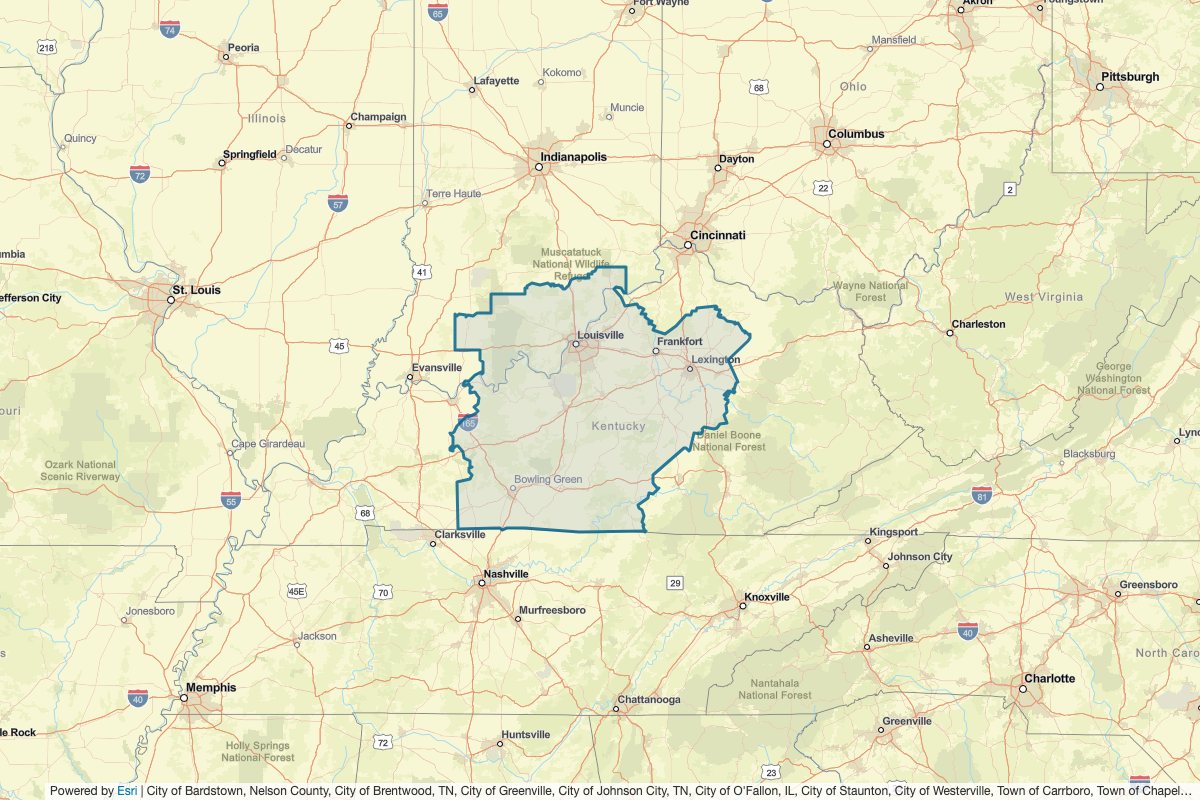 Fort Wayne
Akron
Youngstown
65
74
218
Peoria
Mansfield
Lafayette
Kokomo
Pittsburgh
68
Ohio
Muncie
Illinois
Champaign
Columbus
Quincy
Springfield
Decatur
Indianapolis
Dayton
72
22
2
Terre Haute
57
Cincinnati
mbia
Muscatatuck
National Wildlife
Refuge
41
St. Louis
efferson City
Wayne National
Forest
West Virginia
Charleston
Louisville
45
Frankfort
Lexington
Evansville
George
Washington
National Forest
ouri
165
Kentucky
Daniel Boone
National Forest
Lync
Cape Girardeau
Blacksburg
Ozark National
Scenic Riverway
Bowling Green
55
81
68
Clarksville
Kingsport
Johnson City
Nashville
29
45E
70
Greensboro
Knoxville
Jonesboro
Murfreesboro
Jackson
40
Asheville
s
North Caro
Memphis
Nantahala
National Forest
Charlotte
40
Chattanooga
le Rock
Huntsville
Greenville
72
Holly Springs
National Forest
23
Powered by Esri | City of Bardstown, Nelson County, City of Brentwood, TN, City of Greenville, City of Johnson City, TN, City of O'Fallon, IL, City of Staunton, City of Westerville, Town of Carrboro, Town of Chapel...